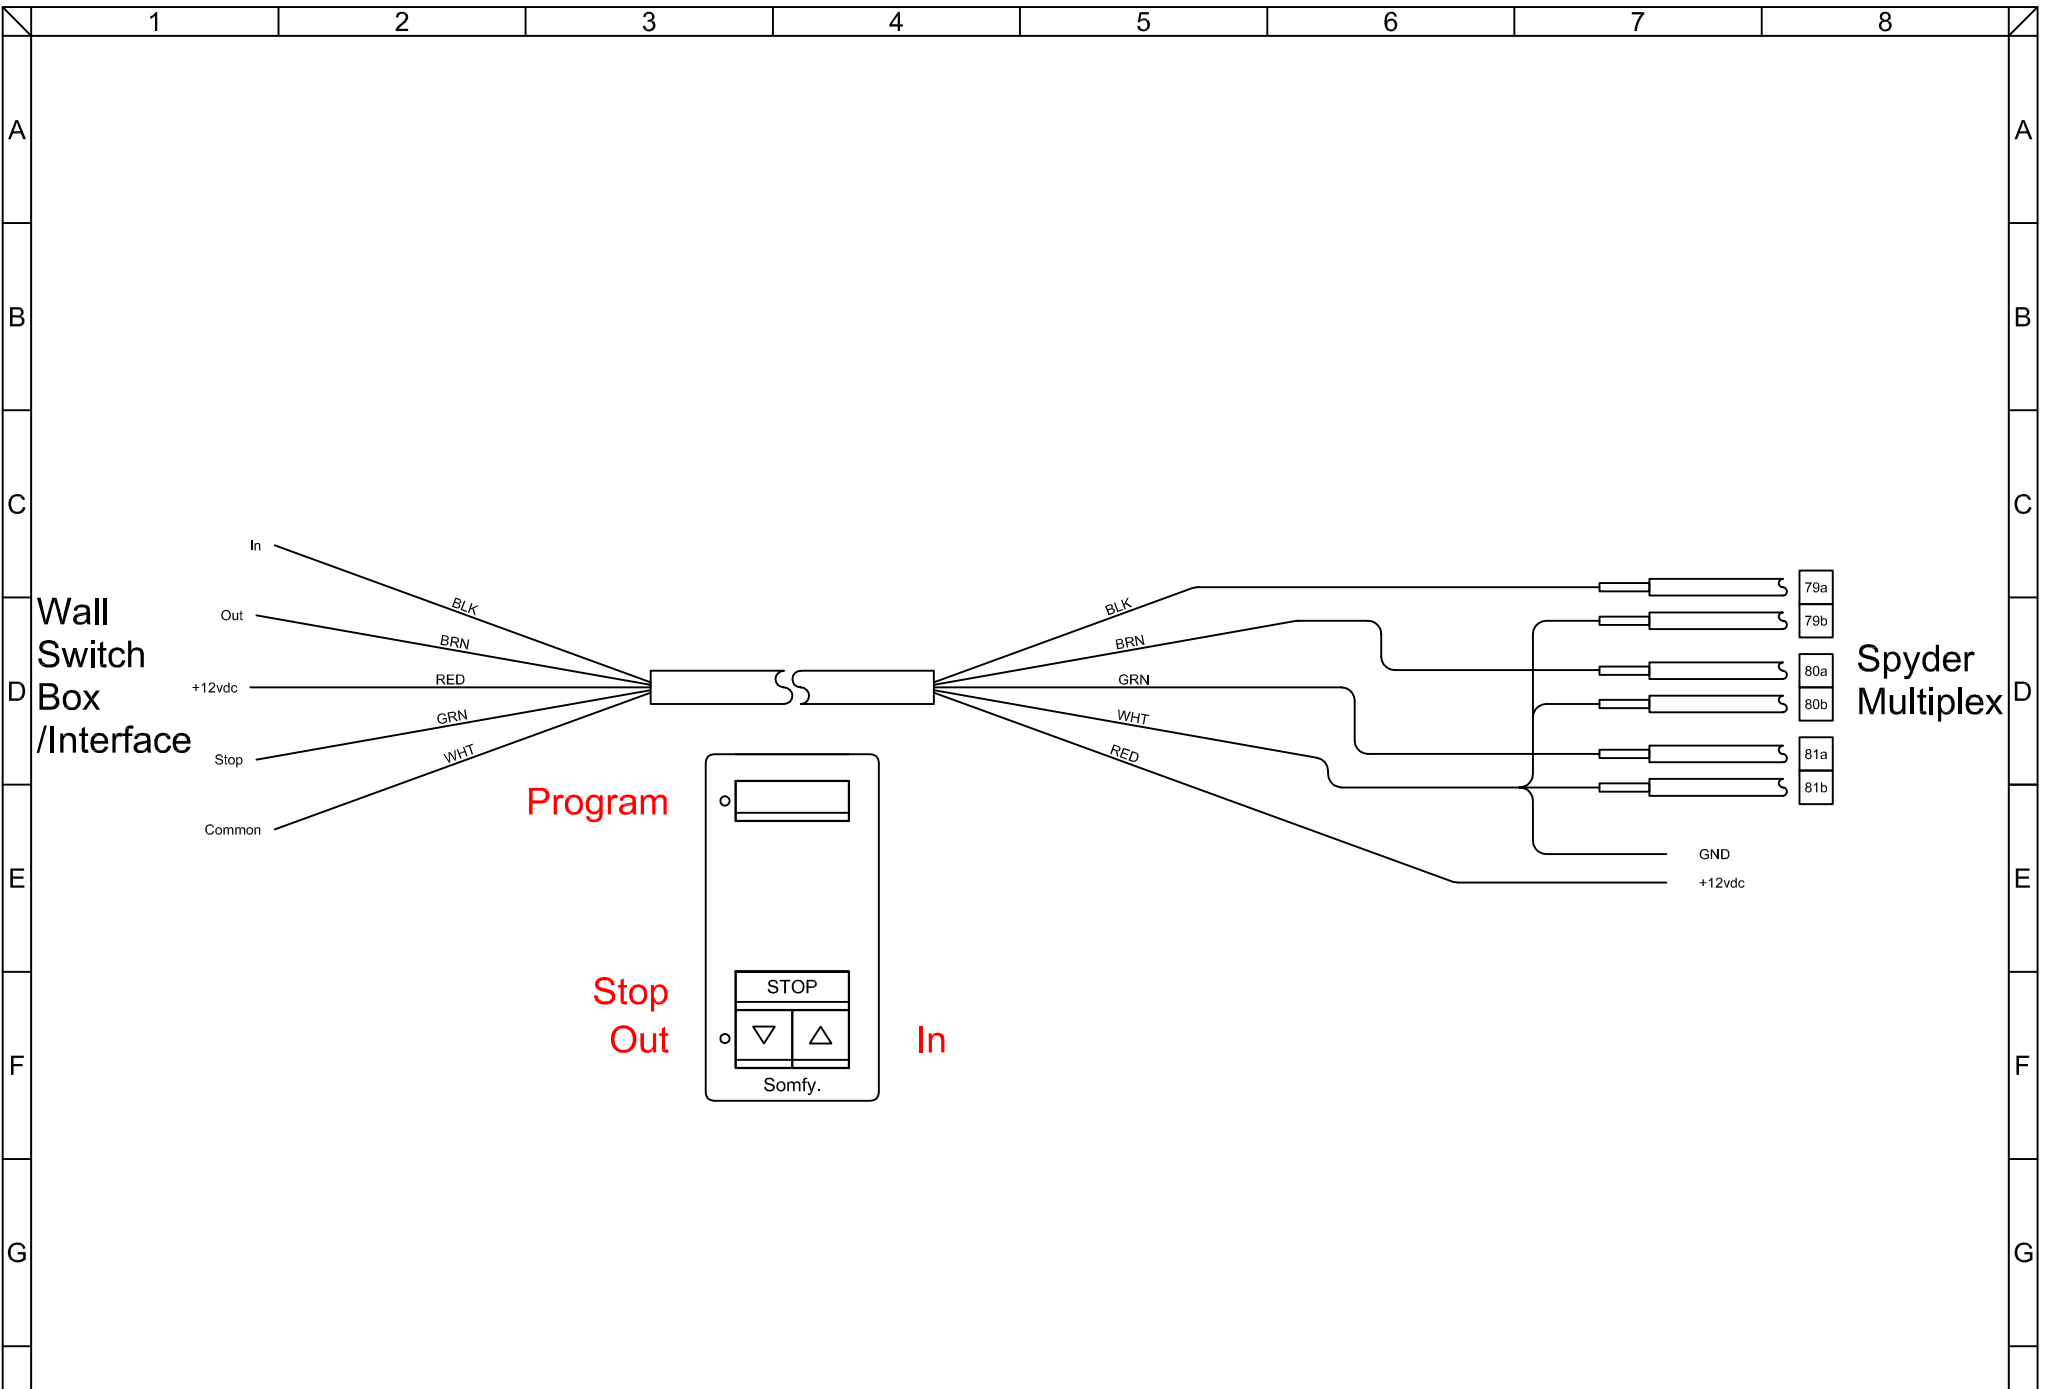 1 2 3 4 5 6 7 8
A A
B B
C C
In
79a
Wall
Switch
Box
/Interface
Out
BLK
BLK
79b
BRN
BRN
Spyder
Multiplex
80a
+12vdc
RED
GRN
D D
80b
GRN
WHT
Stop
WHT
RED
81a
81b
Program
Common
GND
+12vdc
E E
Stop
STOP
Out
In
F F
Somfy.
G G